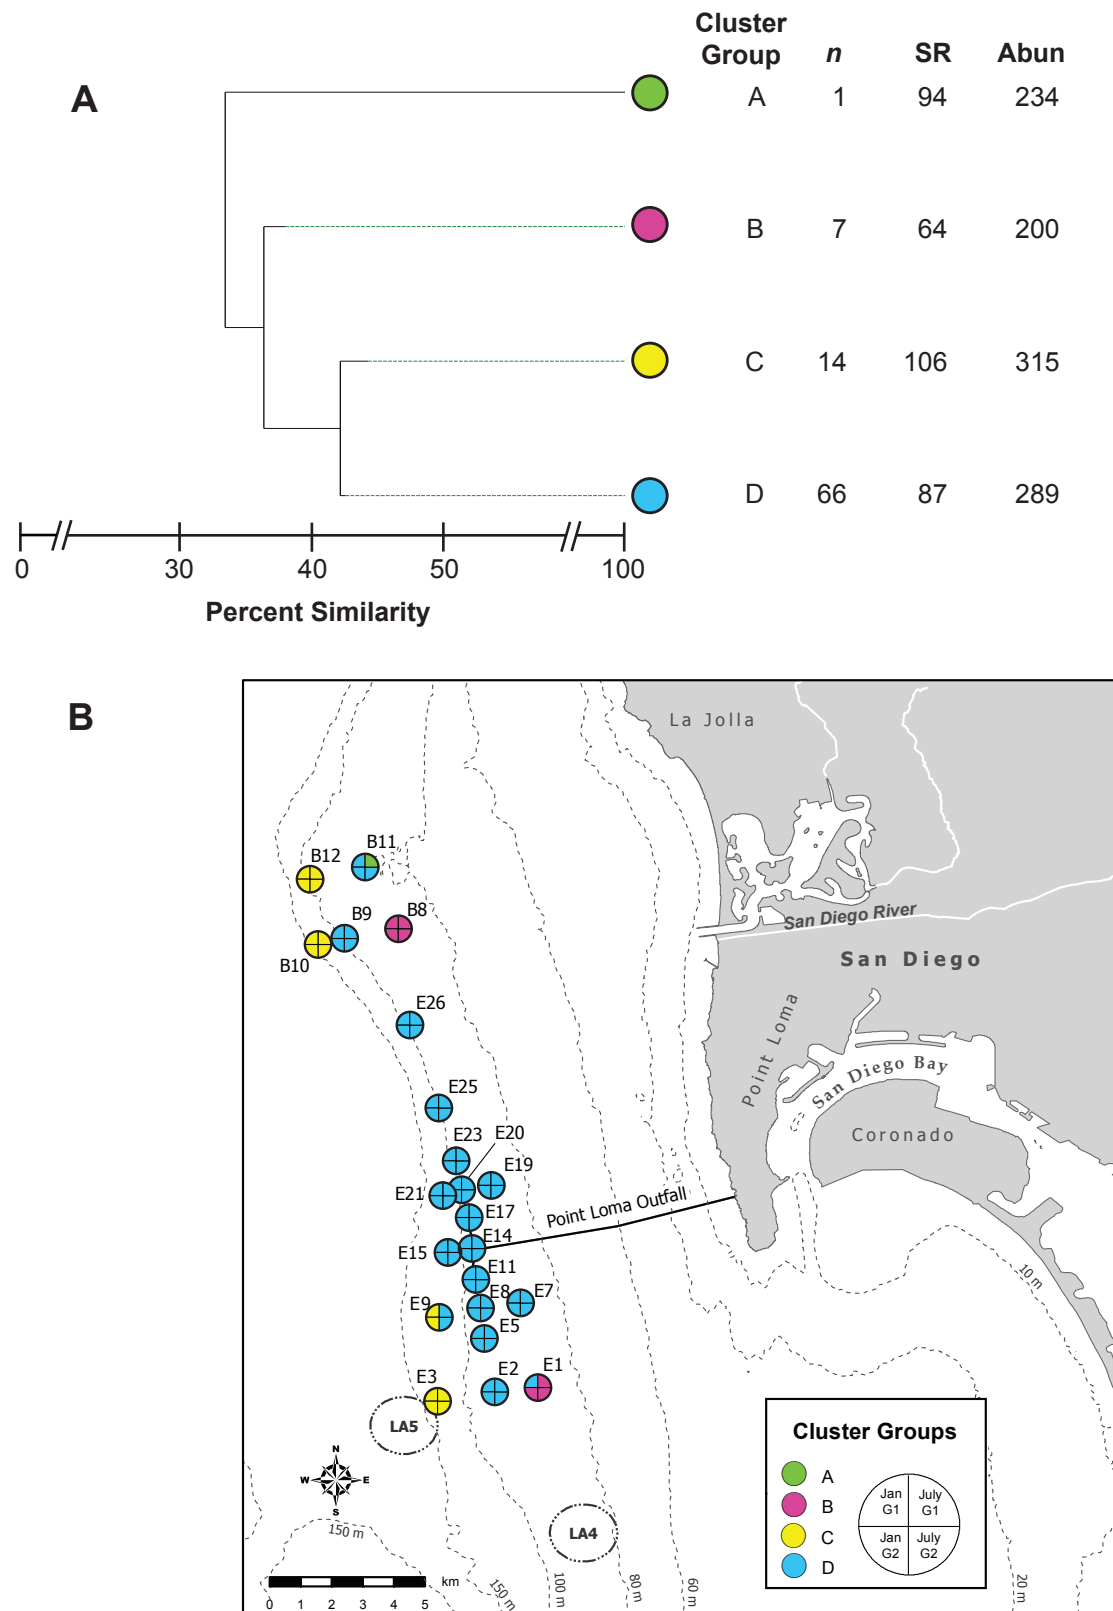 A
Cluster
Group n SR Abun
A 1 94 234
B 7 64 200
C 14 106 315
D 66 87 289
0 30 40 50 100
Percent Similarity
B
La Jolla
B11
B12
B9 B8
San Diego River
B10
San Diego
E26
Point Loma
San Diego Bay
E25
Coronado
E23 E20
E19
E21
E17
Point Loma Outfall
E14
E15
E11
10 m
E8 E7
E9
E5
E3 E2 E1
LA5
Cluster Groups
A
B
C
D
Jan G1
July G1
Jan G2
July G2
N
W E
S
150 m
LA4
km
0 1 2 3 4 5
150 m
100 m
80 m
60 m
20 m